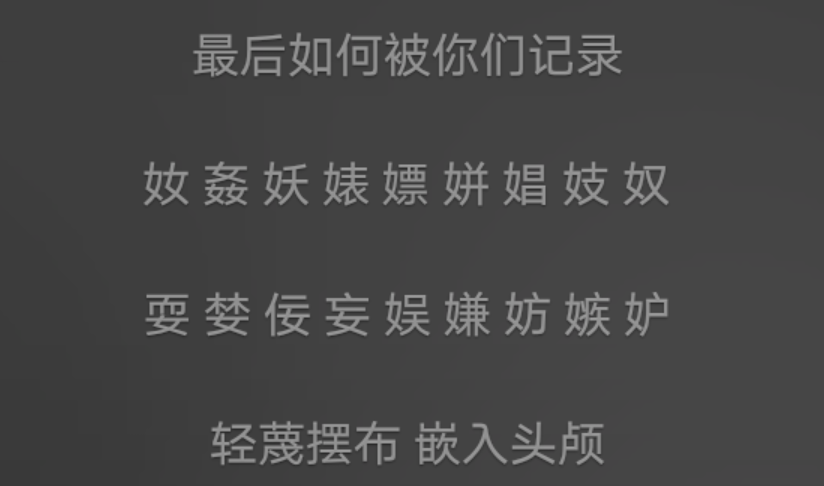 最后如何被你们记录
奻 姦 妖 婊 嫖 姘 娼 妓 奴
耍 婪 佞 妄 娱 嫌 妨 嫉 妒
轻蔑摆布 嵌入头颅